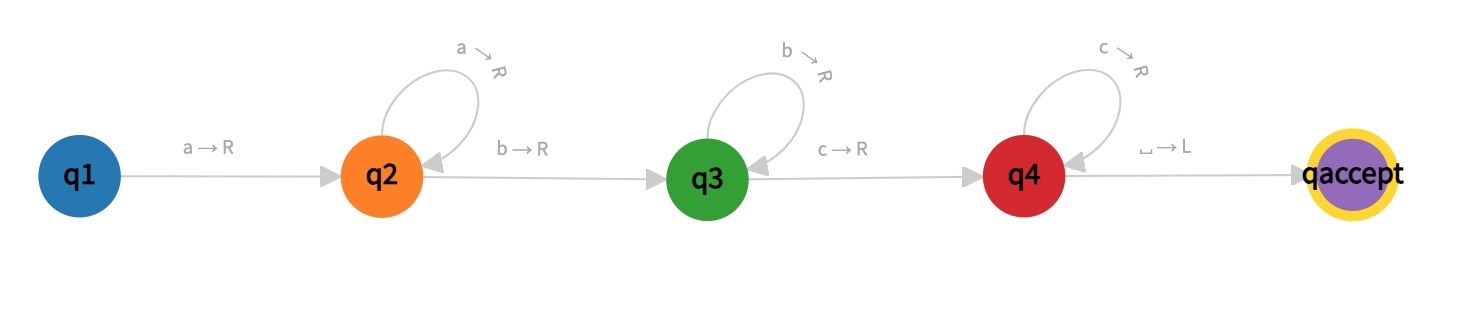 a → R
b → R
c → R
a → R
b → R
c → R
␣ → L
q1
q2
q3
q4
qaccept